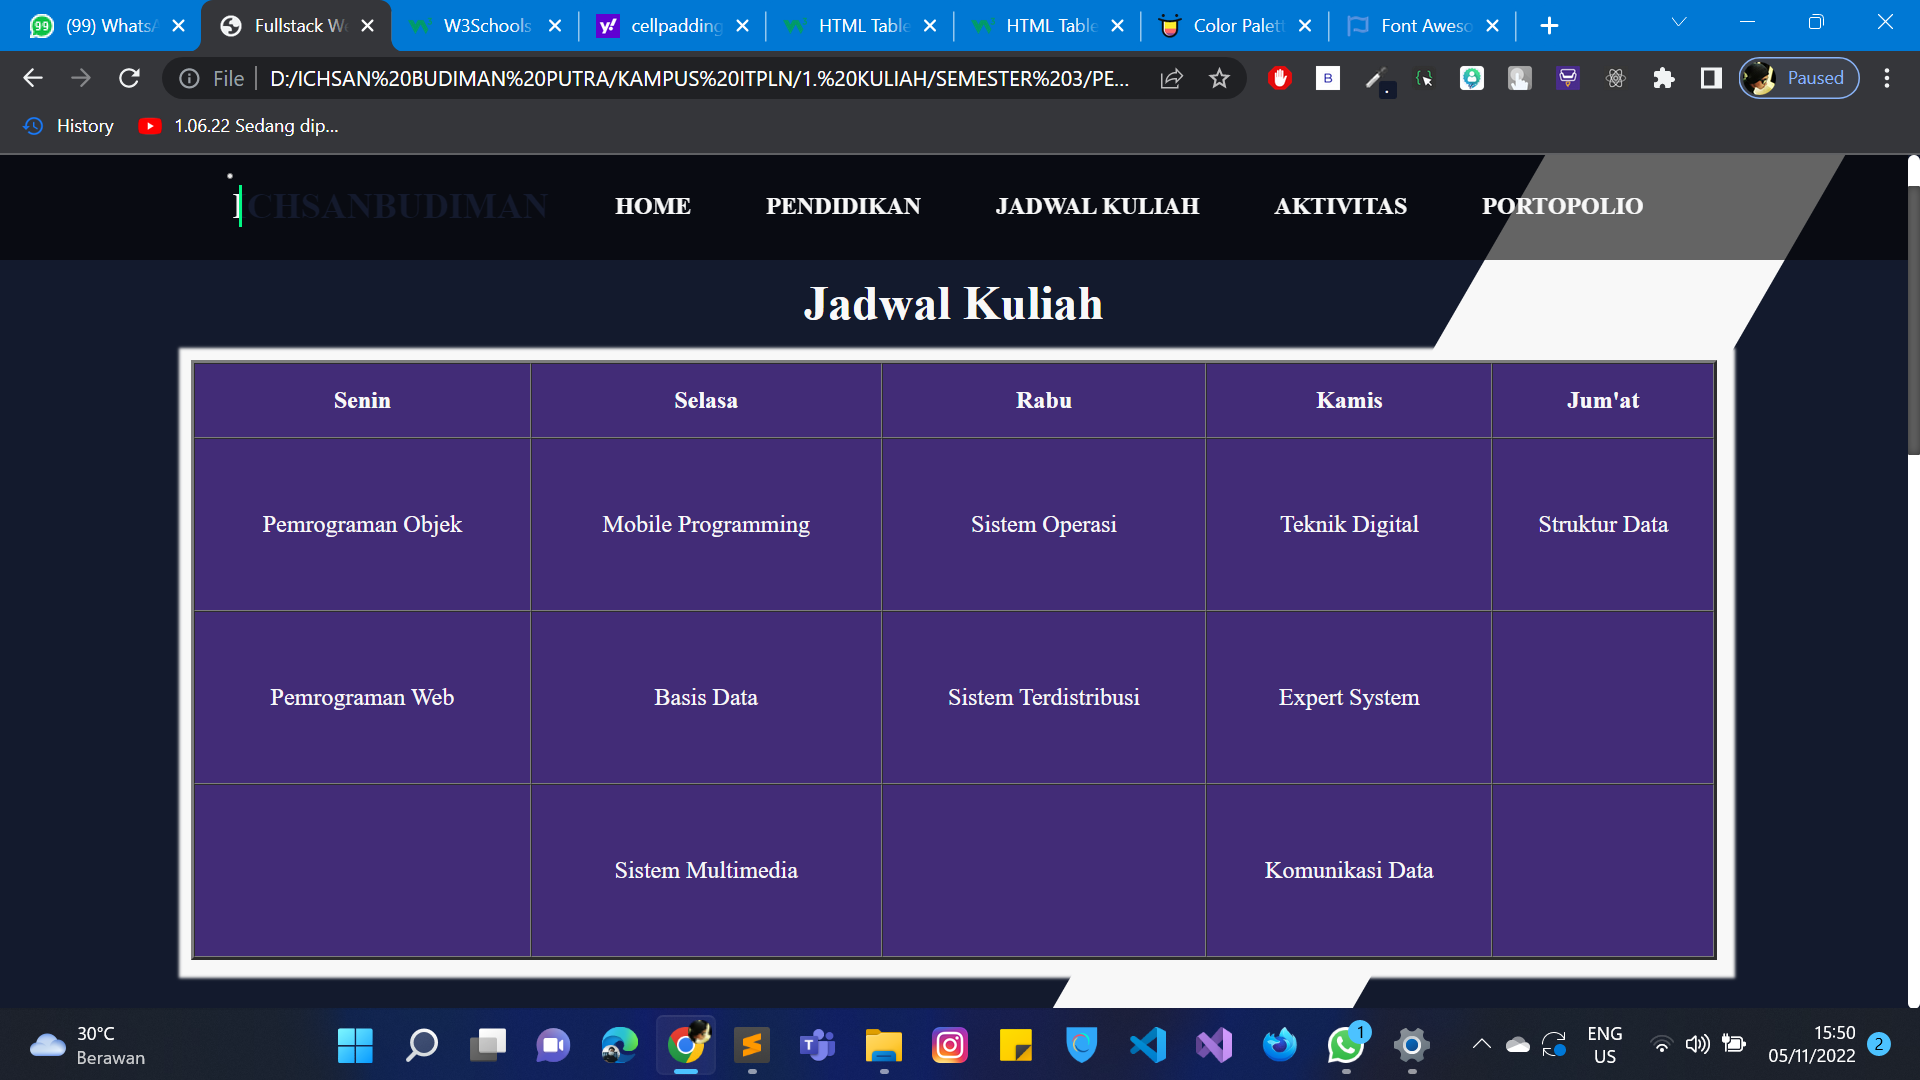 (99) WhatsA
Fullstack We
W3Schools
cellpadding
HTML Table
HTML Table
Color Palett
Font Aweso
File
D:/ICHSAN%20BUDIMAN%20PUTRA/KAMPUS%20ITPLN/1.%20KULIAH/SEMESTER%203/PE...
Paused
History
1.06.22 Sedang dip...
ICHSANBUDIMAN
HOME
PENDIDIKAN
JADWAL KULIAH
AKTIVITAS
PORTOPOLIO
Jadwal Kuliah
Senin Selasa Rabu Kamis Jum'at
Pemrograman Objek Mobile Programming Sistem Operasi Teknik Digital Struktur Data
Pemrograman Web Basis Data Sistem Terdistribusi Expert System
Sistem Multimedia Komunikasi Data
30°C
Berawan
1
ENG
US
15:50
05/11/2022
2